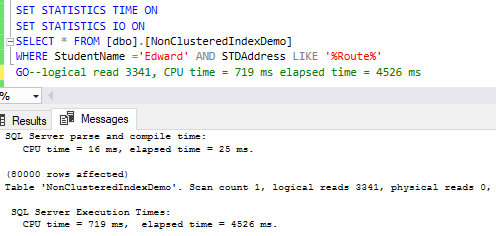 SET STATISTICS TIME ON
SET STATISTICS IO ON
SELECT * FROM [dbo].[NonClusteredIndexDemo]
WHERE StudentName ='Edward' AND STDAddress LIKE '%Route%'
GO--logical read 3341, CPU time = 719 ms elapsed time = 4526 ms
%
Results Messages
SQL Server parse and compile time:
CPU time = 16 ms, elapsed time = 25 ms.
(80000 rows affected)
Table 'NonClusteredIndexDemo'. Scan count 1, logical reads 3341, physical reads 0,
SQL Server Execution Times:
CPU time = 719 ms, elapsed time = 4526 ms.